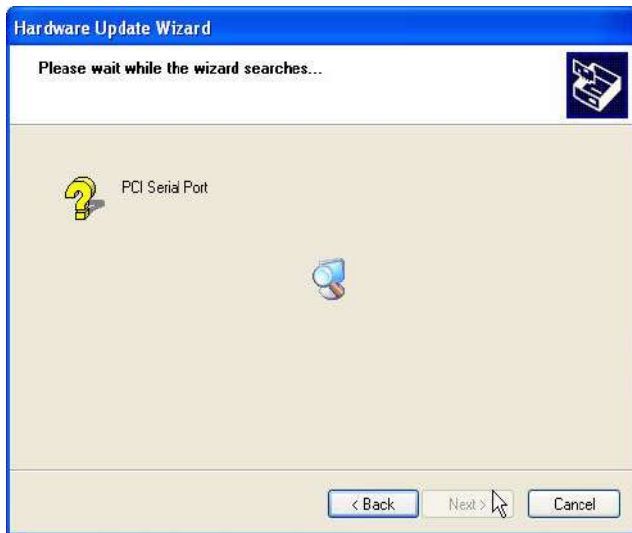 Hardware Update Wizard
Please wait while the wizard searches...
PCI Serial Port
< Back
Next >
Cancel